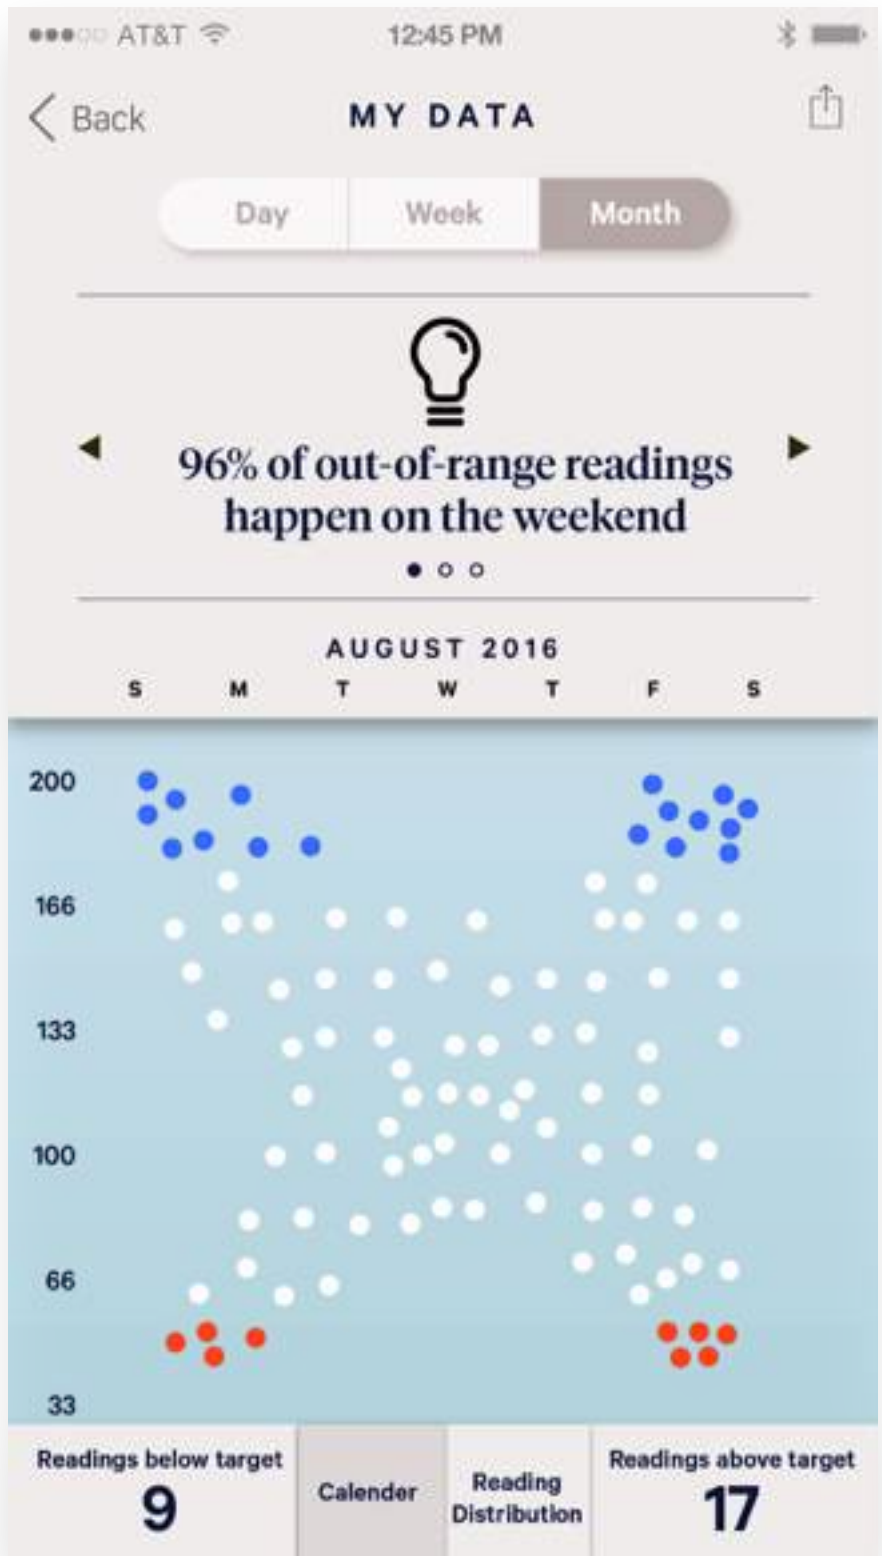 AT&T 12:45 PM
Back MY DATA
Day Week Month
96% of out-of-range readings
happen on the weekend
AUGUST 2016
S M T W T F S
200
166
133
100
66
33
Readings below target
9
Calender
Reading
Distribution
Readings above target
17